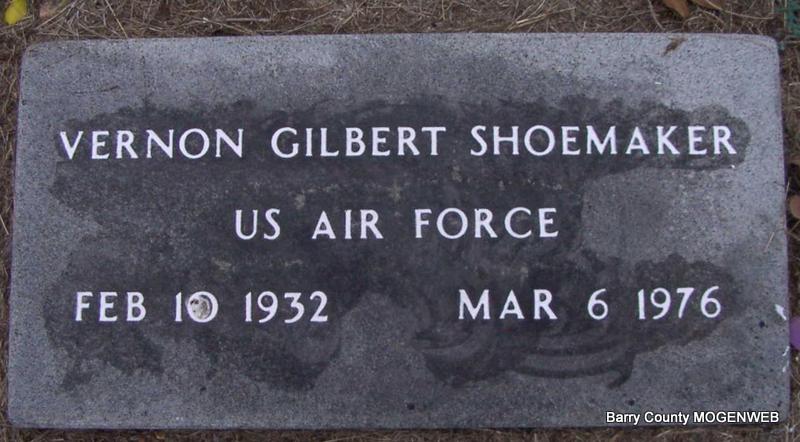 VERNON GILBERT SHOEMAKER
US AIR FORCE
FEB 10 1932 MAR 6 1976
Barry County MOGENWEB